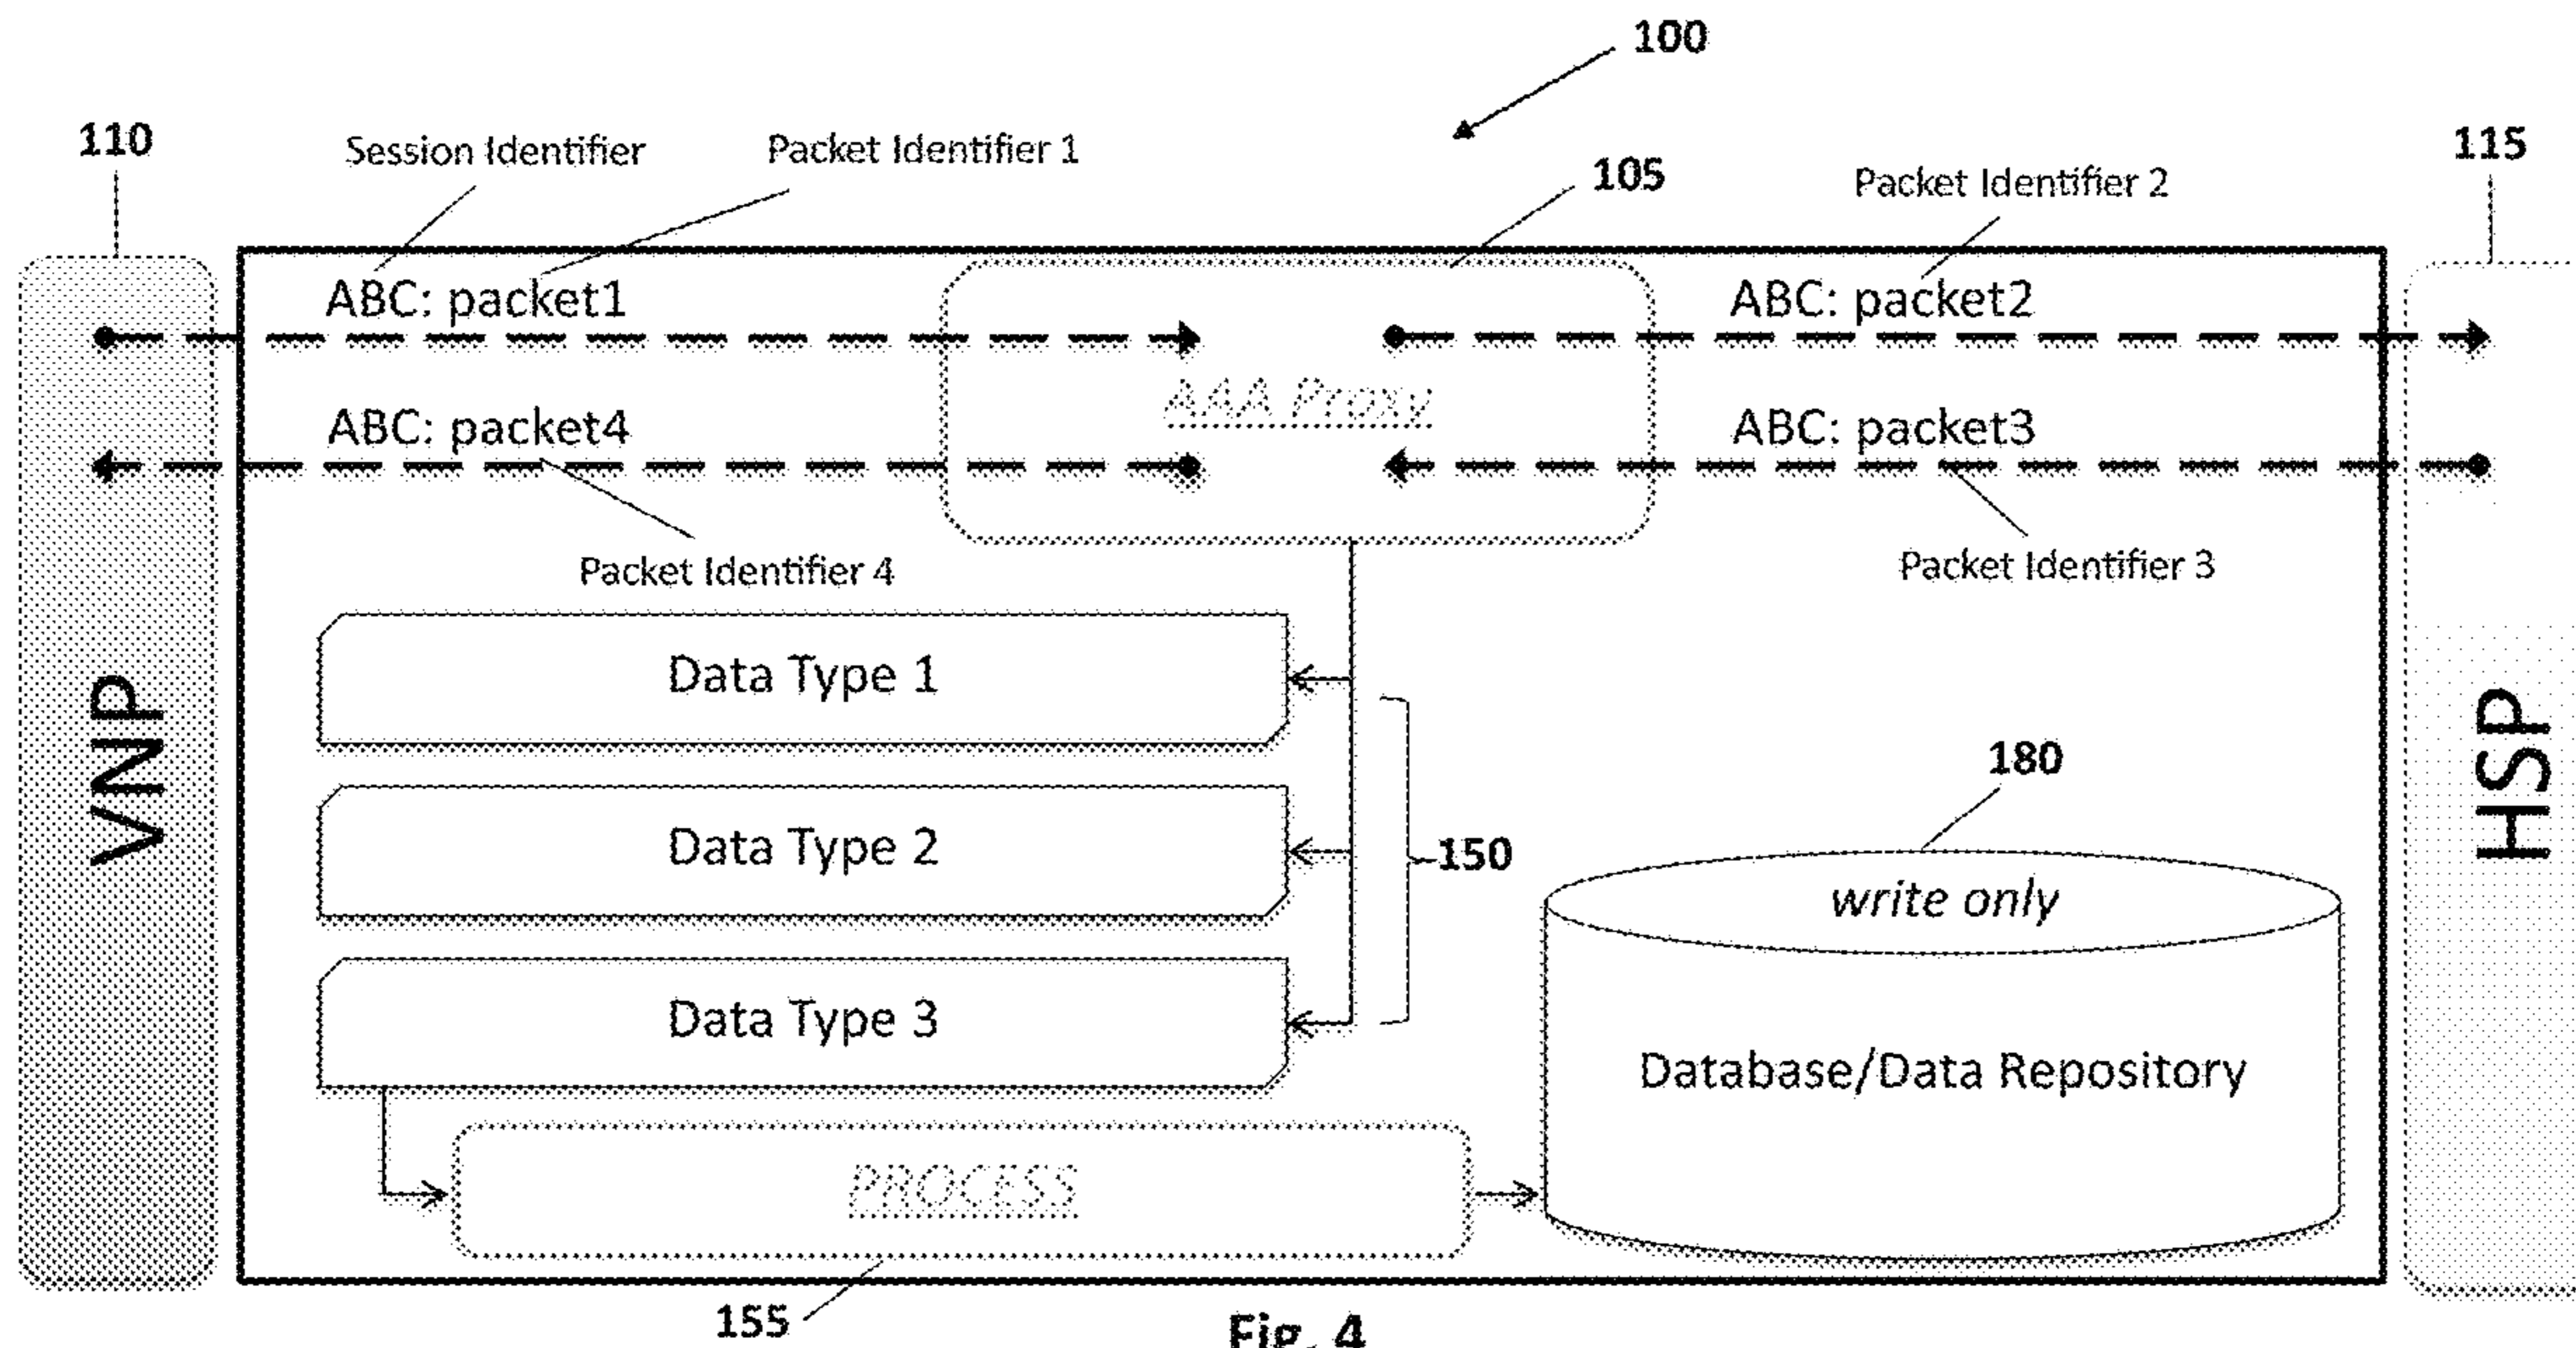 100
110
Session Identifier
Packet Identifier 1
105
Packet Identifier 2
115
ABC: packet1
ABC: packet2
AAA Proxy
ABC: packet4
ABC: packet3
Packet Identifier 4
Packet Identifier 3
Data Type 1
VNP
HSP
180
Data Type 2
150
write only
Data Type 3
Database/Data Repository
PROCESS
155
Fig. 4